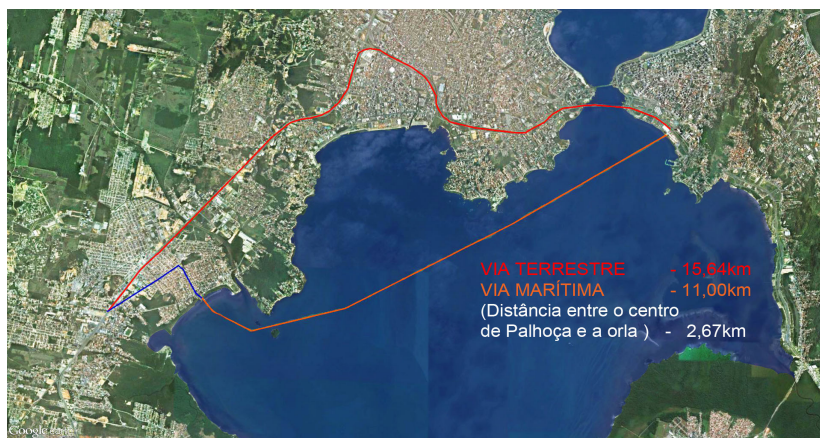 VIA TERRESTRE - 15,64km
VIA MARÍTIMA - 11,00km
(Distância entre o centro
de Palhoça e a orla ) - 2,67km
Google